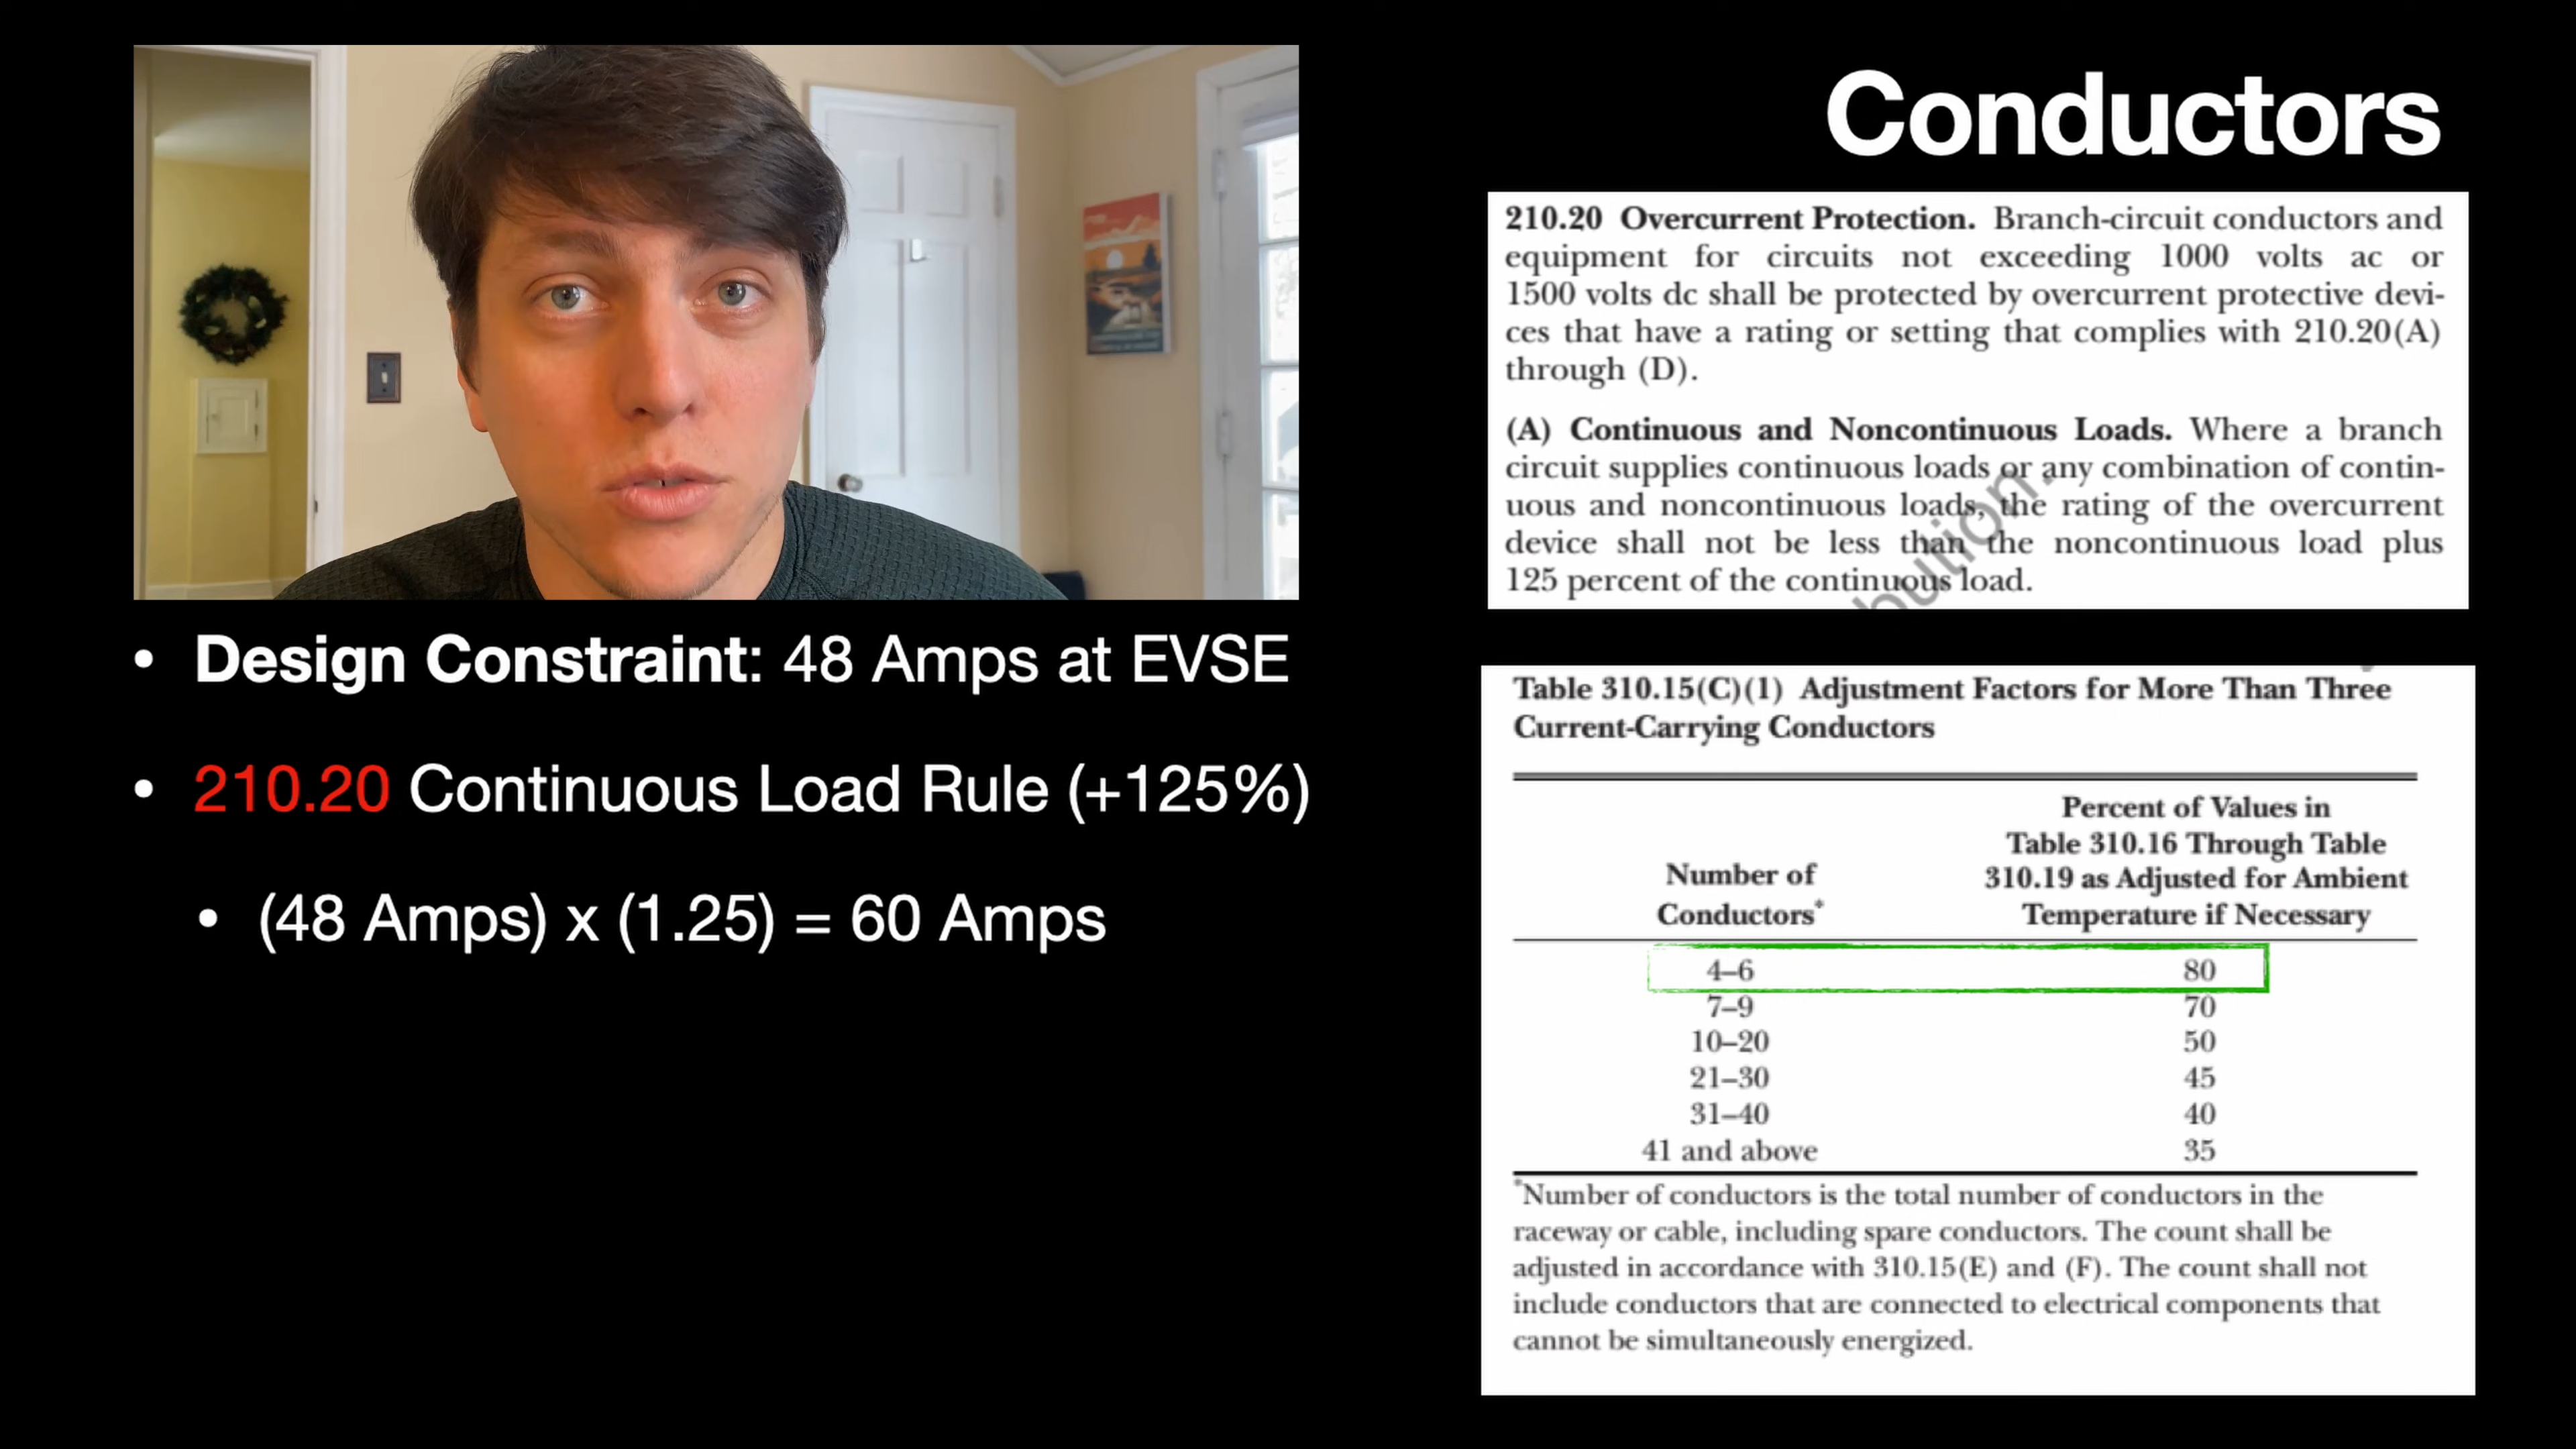 Conductors
210.20 Overcurrent Protection. Branch-circuit conductors and
equipment for circuits not exceeding 1000 volts ac or
1500 volts dc shall be protected by overcurrent protective devi-
ces that have a rating or setting that complies with 210.20(A)
through (D).
(A) Continuous and Noncontinuous Loads. Where a branch
circuit supplies continuous loads or any combination of contin-
uous and noncontinuous loads, the rating of the overcurrent
device shall not be less than the noncontinuous load plus
125 percent of the continuous load.
bution.
• Design Constraint: 48 Amps at EVSE
• 210.20 Continuous Load Rule (+125%)
• (48 Amps) x (1.25) = 60 Amps
Table 310.15(C)(1) Adjustment Factors for More Than Three
Current-Carrying Conductors
Number of
Conductors*
Percent of Values in
Table 310.16 Through Table
310.19 as Adjusted for Ambient
Temperature if Necessary
4–6 80
7–9 70
10–20 50
21–30 45
31–40 40
41 and above 35
*Number of conductors is the total number of conductors in the
raceway or cable, including spare conductors. The count shall be
adjusted in accordance with 310.15(E) and (F). The count shall not
include conductors that are connected to electrical components that
cannot be simultaneously energized.